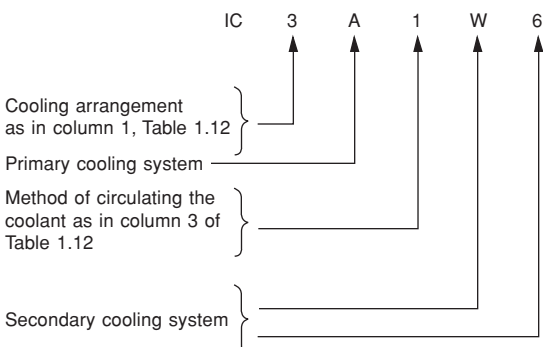 IC 3 A 1 W 6
Cooling arrangement
as in column 1, Table 1.12
Primary cooling system
Method of circulating the
coolant as in column 3 of
Table 1.12
Secondary cooling system